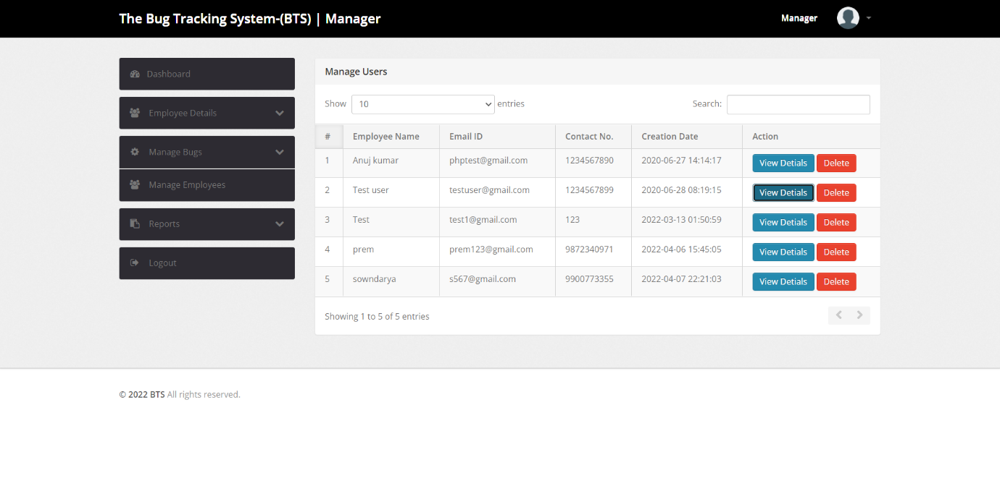 The Bug Tracking System-(BTS) | Manager
Manager
Dashboard
Employee Details
Manage Bugs
Manage Employees
Reports
Logout
Manage Users
Show 10 entries Search:
# Employee Name Email ID Contact No. Creation Date Action
1 Anuj kumar phptest@gmail.com 1234567890 2020-06-27 14:14:17 View Detials Delete
2 Test user testuser@gmail.com 1234567899 2020-06-28 08:19:15 View Detials Delete
3 Test test1@gmail.com 123 2022-03-13 01:50:59 View Detials Delete
4 prem prem123@gmail.com 9872340971 2022-04-06 15:45:05 View Detials Delete
5 sowndarya s567@gmail.com 9900773355 2022-04-07 22:21:03 View Detials Delete
Showing 1 to 5 of 5 entries
© 2022 BTS All rights reserved.